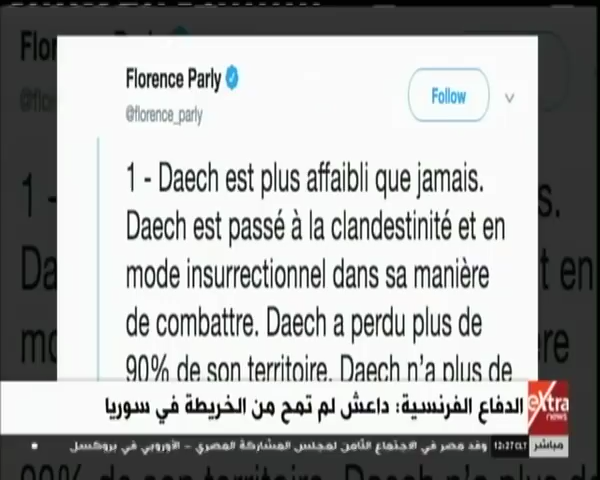 Florence Parly
@florence_parly
Follow
1 - Daech est plus affaibli que jamais.
Daech est passé à la clandestinité et en
mode insurrectionnel dans sa manière
de combattre. Daech a perdu plus de
90% de son territoire. Daech n'a plus de
الدفاع الفرنسية: داعش لم تمح من الخريطة في سوريا
eXtra
news
مباشر
12:27CLT
وفد مصر في الاجتماع الثامن لمجلس المشاركة المصري - الأوروبي في بروكسل